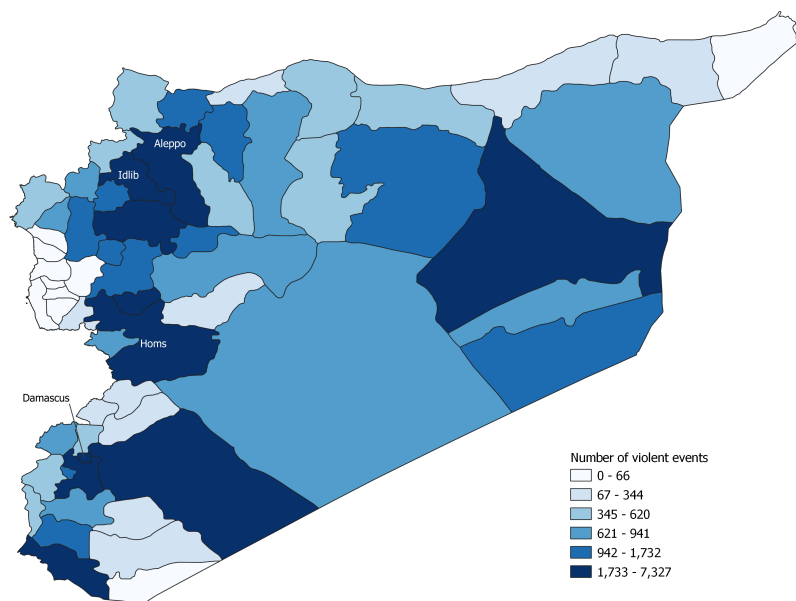 Aleppo
Idlib
Homs
Damascus
Number of violent events
0 - 66
67 - 344
345 - 620
621 - 941
942 - 1,732
1,733 - 7,327